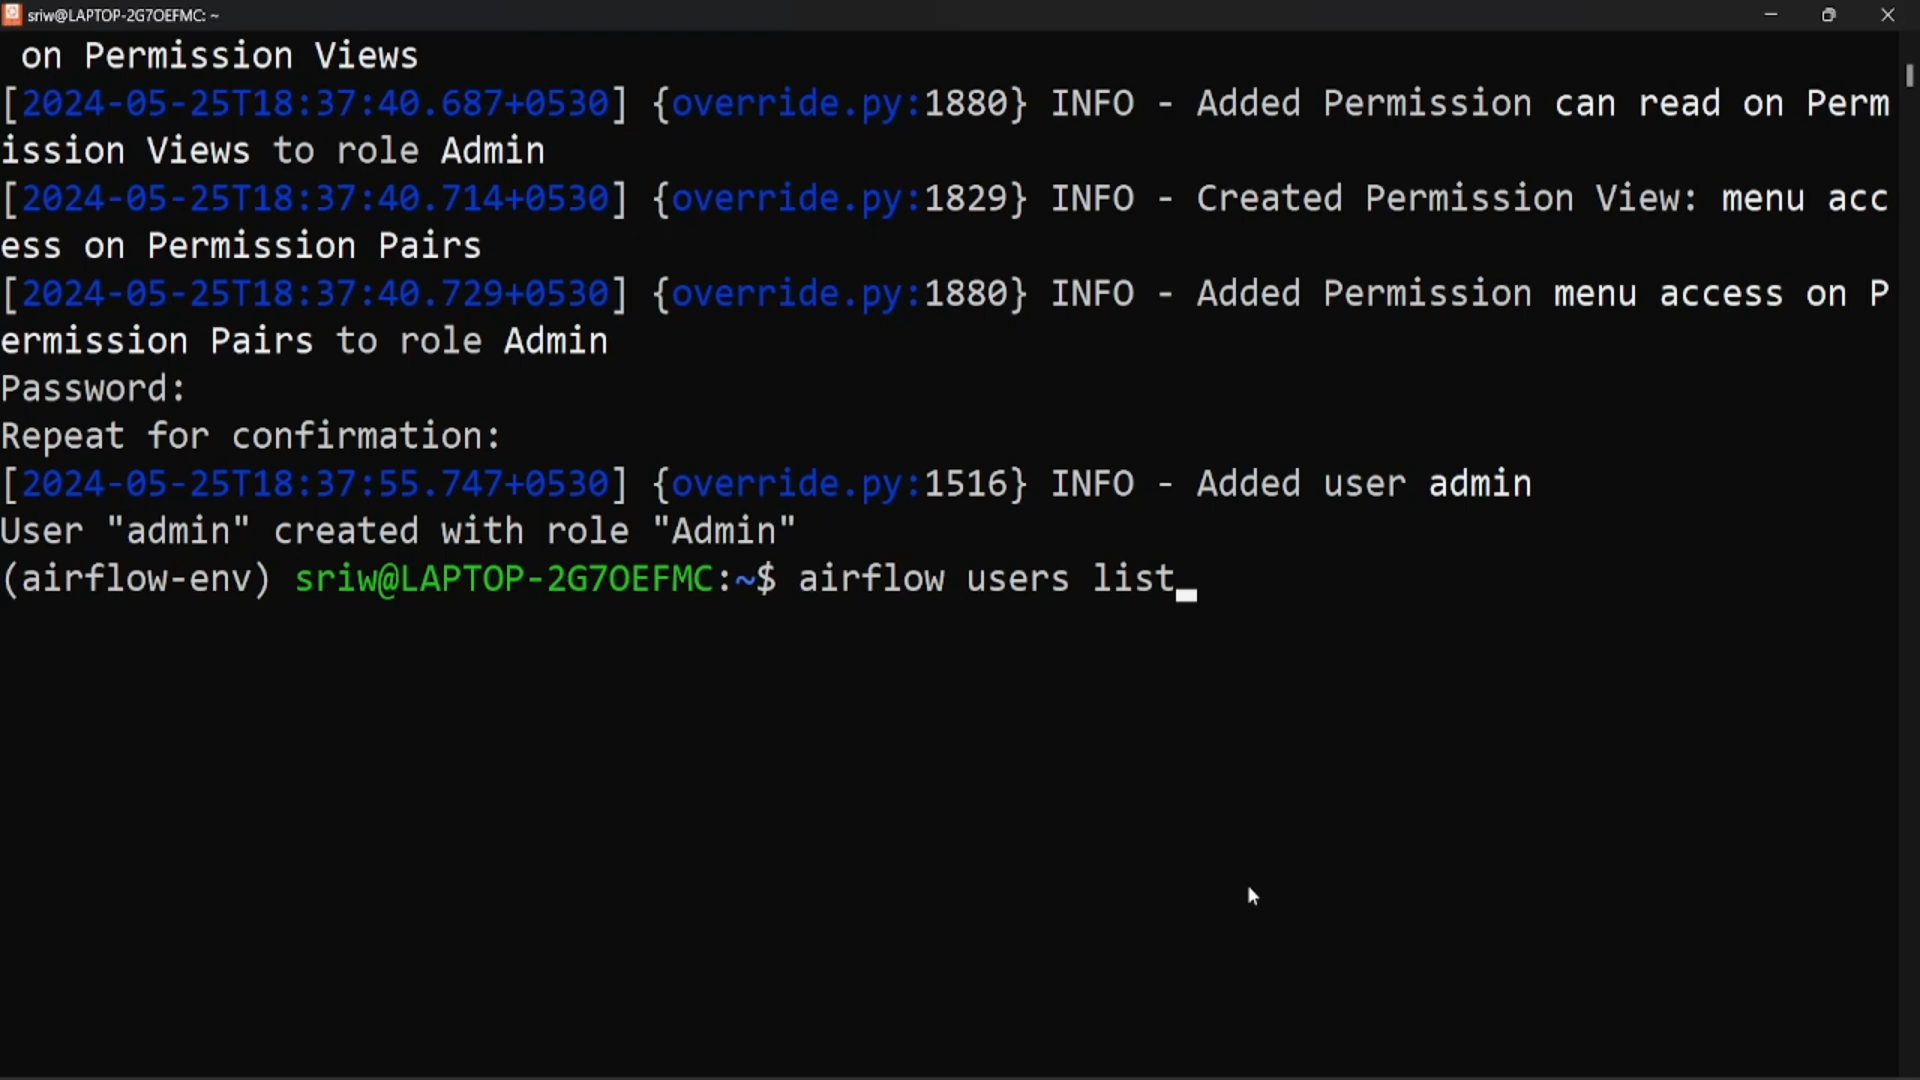 sriw@LAPTOP-2G7OEFMC: ~
on Permission Views
[2024-05-25T18:37:40.687+0530] {override.py:1880} INFO - Added Permission can read on Perm
ission Views to role Admin
[2024-05-25T18:37:40.714+0530] {override.py:1829} INFO - Created Permission View: menu acc
ess on Permission Pairs
[2024-05-25T18:37:40.729+0530] {override.py:1880} INFO - Added Permission menu access on P
ermission Pairs to role Admin
Password:
Repeat for confirmation:
[2024-05-25T18:37:55.747+0530] {override.py:1516} INFO - Added user admin
User "admin" created with role "Admin"
(airflow-env) sriw@LAPTOP-2G7OEFMC:~$ airflow users list